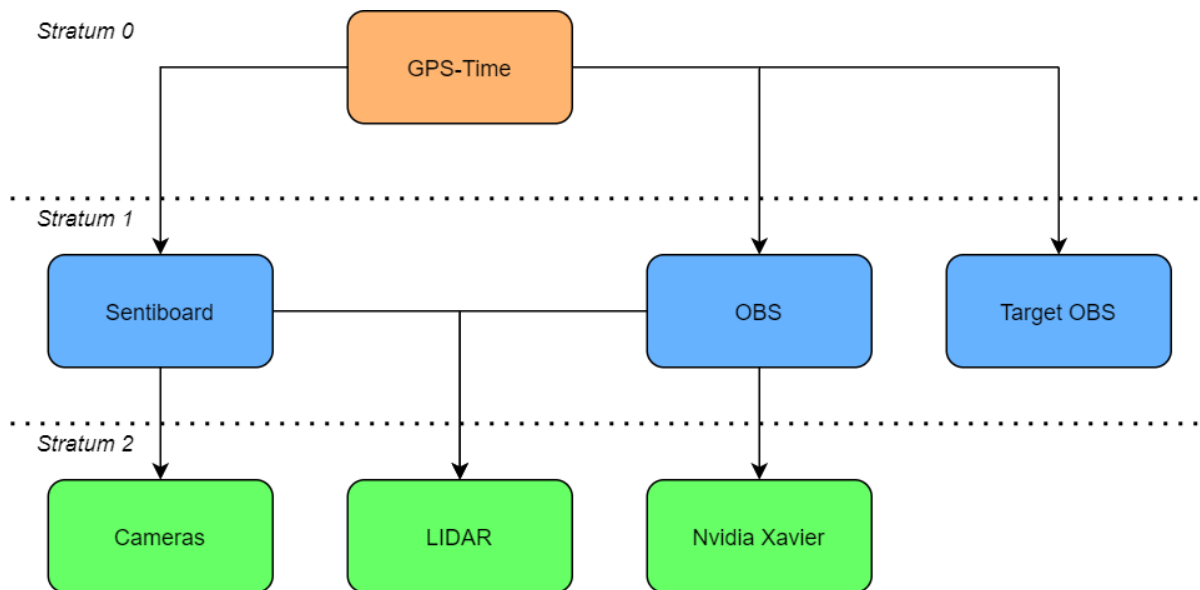 Stratum 0
GPS-Time
Stratum 1
Sentiboard
OBS
Target OBS
Stratum 2
Cameras
LIDAR
Nvidia Xavier